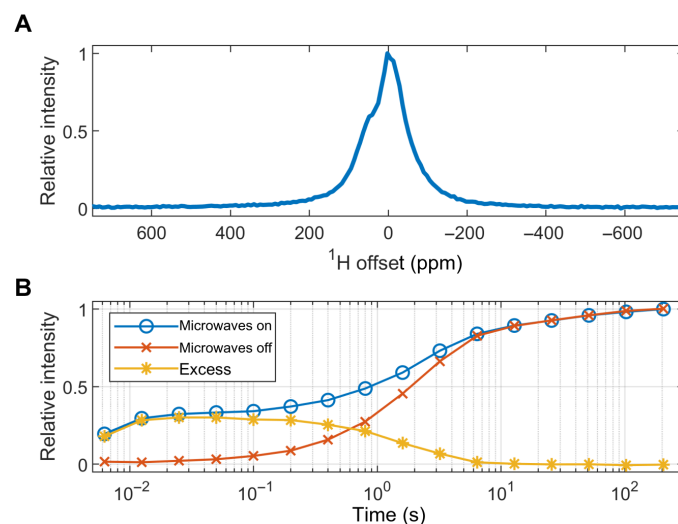 A
Relative intensity
1
0.5
0
600 400 200 0 −200 −400 −600
¹H offset (ppm)
B
Relative intensity
1
0.5
0
Microwaves on
Microwaves off
Excess
10⁻² 10⁻¹ 10⁰ 10¹ 10²
Time (s)